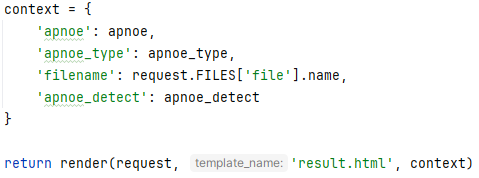 context = {
    'apnoe': apnoe,
    'apnoe_type': apnoe_type,
    'filename': request.FILES['file'].name,
    'apnoe_detect': apnoe_detect
}
return render(request, template_name: 'result.html', context)